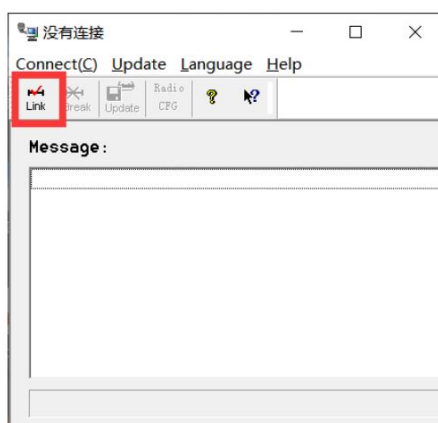 没有连接
Connect(C) Update Language Help
Link Break Update Radio CFG
Message: